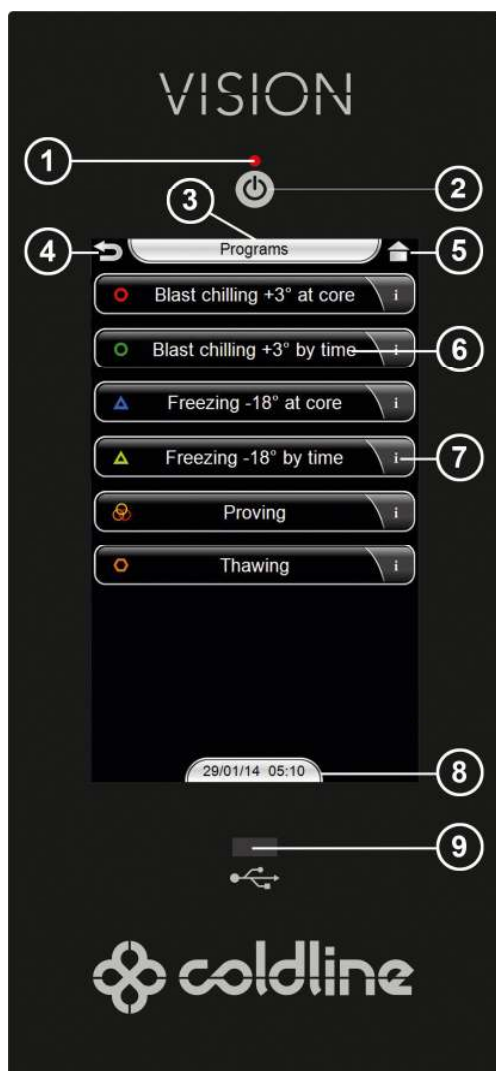 VISION
1
2
3
4
Programs
5
Blast chilling +3° at core i
Blast chilling +3° by time i
6
Freezing -18° at core i
Freezing -18° by time i
7
Proving i
Thawing i
29/01/14 05:10
8
9
coldline